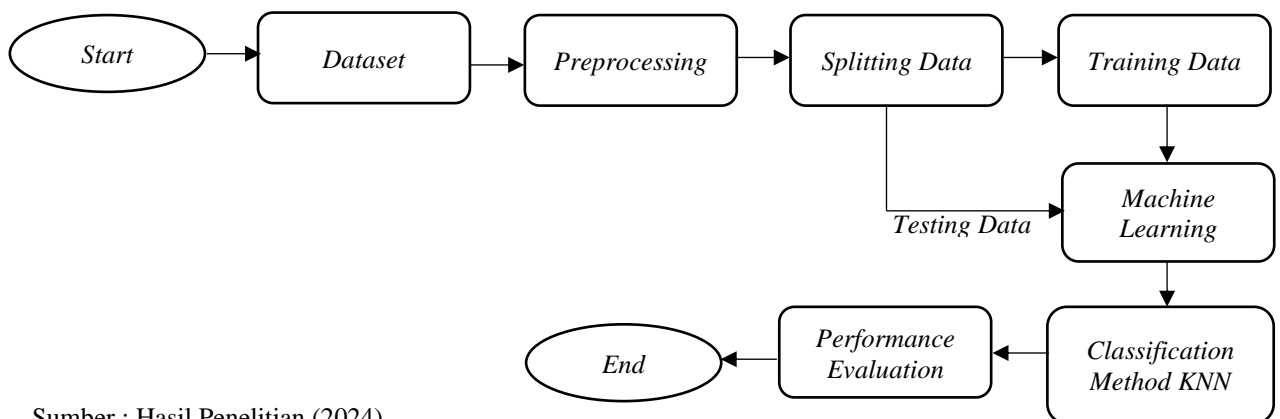 Start
Dataset
Preprocessing
Splitting Data
Training Data
Machine
Learning
Testing Data
Classification
Method KNN
Performance
Evaluation
End
Sumber : Hasil Penelitian (2024)